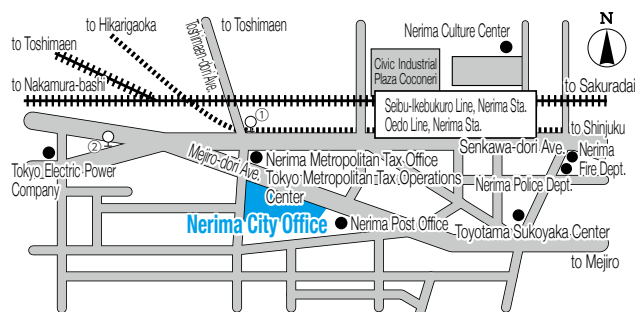 to Hikarigaoka
to Toshimaen
Nerima Culture Center
N
to Toshimaen
Toshimaen-dori Ave.
Civic Industrial
Plaza Coconeri
to Nakamura-bashi
to Sakuradai
Seibu-Ikebukuro Line, Nerima Sta.
Oedo Line, Nerima Sta.
①
to Shinjuku
②
Senkawa-dori Ave.
Tokyo Electric Power
Company
Mejiro-dori Ave.
Nerima Metropolitan Tax Office
Tokyo Metropolitan Tax Operations
Center
Nerima
Fire Dept.
Nerima Police Dept.
Nerima City Office
Nerima Post Office
Toyotama Sukoyaka Center
to Mejiro